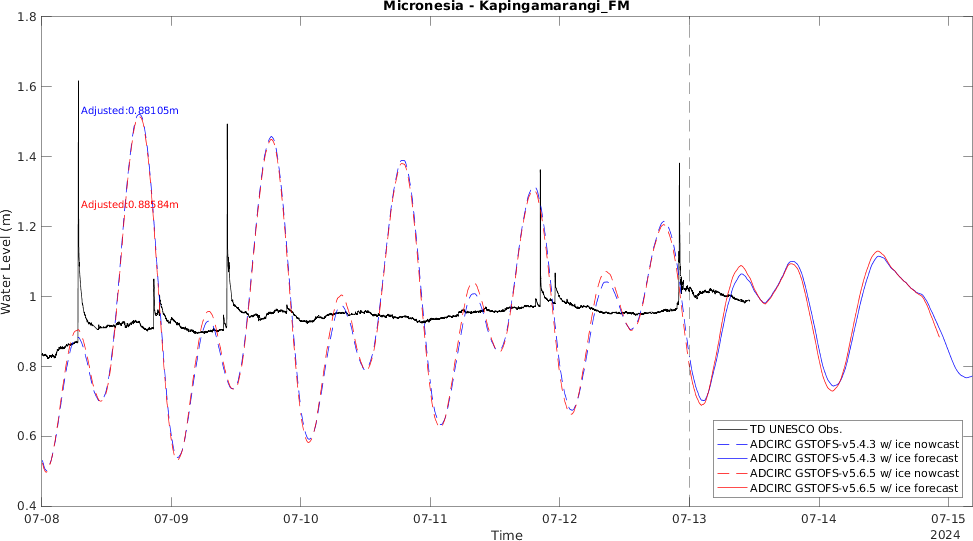 Micronesia - Kapingamarangi_FM
1.8
1.6
1.4
1.2
1
0.8
0.6
0.4
Water Level (m)
Adjusted:0.88105m
Adjusted:0.88584m
TD UNESCO Obs.
ADCIRC GSTOFS-v5.4.3 w/ ice nowcast
ADCIRC GSTOFS-v5.4.3 w/ ice forecast
ADCIRC GSTOFS-v5.6.5 w/ ice nowcast
ADCIRC GSTOFS-v5.6.5 w/ ice forecast
07-08 07-09 07-10 07-11 07-12 07-13 07-14 07-15
Time 2024